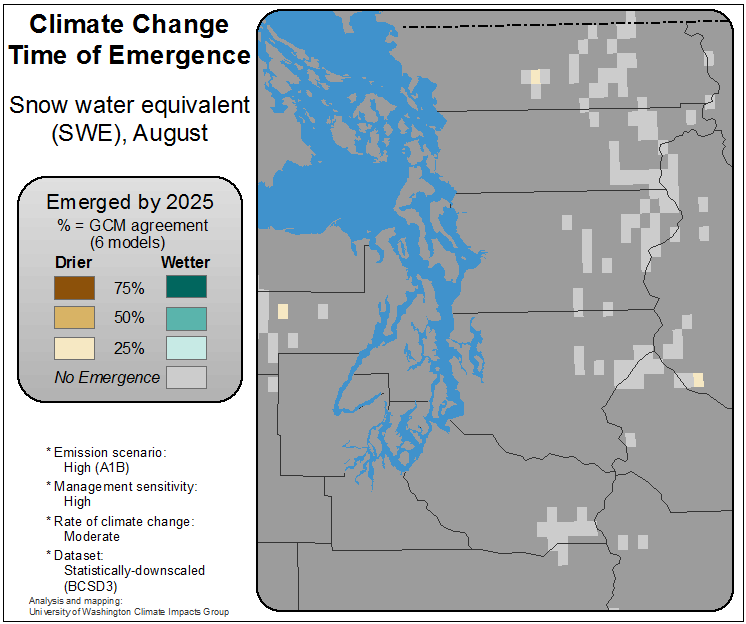 Climate Change
Time of Emergence
Snow water equivalent
(SWE), August
Emerged by 2025
% = GCM agreement
(6 models)
Drier Wetter
75%
50%
25%
No Emergence
* Emission scenario:
High (A1B)
* Management sensitivity:
High
* Rate of climate change:
Moderate
* Dataset:
Statistically-downscaled
(BCSD3)
Analysis and mapping:
University of Washington Climate Impacts Group